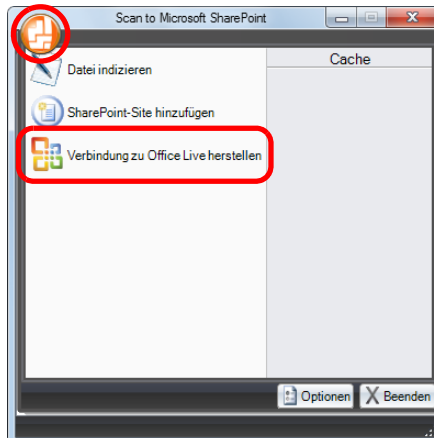 Scan to Microsoft SharePoint
Cache
Datei indizieren
SharePoint-Site hinzufügen
Verbindung zu Office Live herstellen
Optionen
Beenden